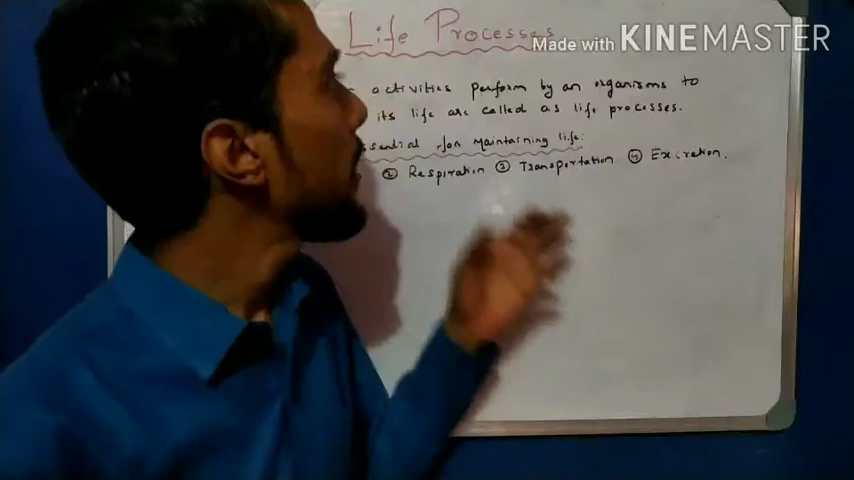 Life Processes
Made with KINEMASTER
activities perform by an organisms to
its life are called as life processes.
for Maintaining life:
② Respiration ③ Transportation ④ Excretion.